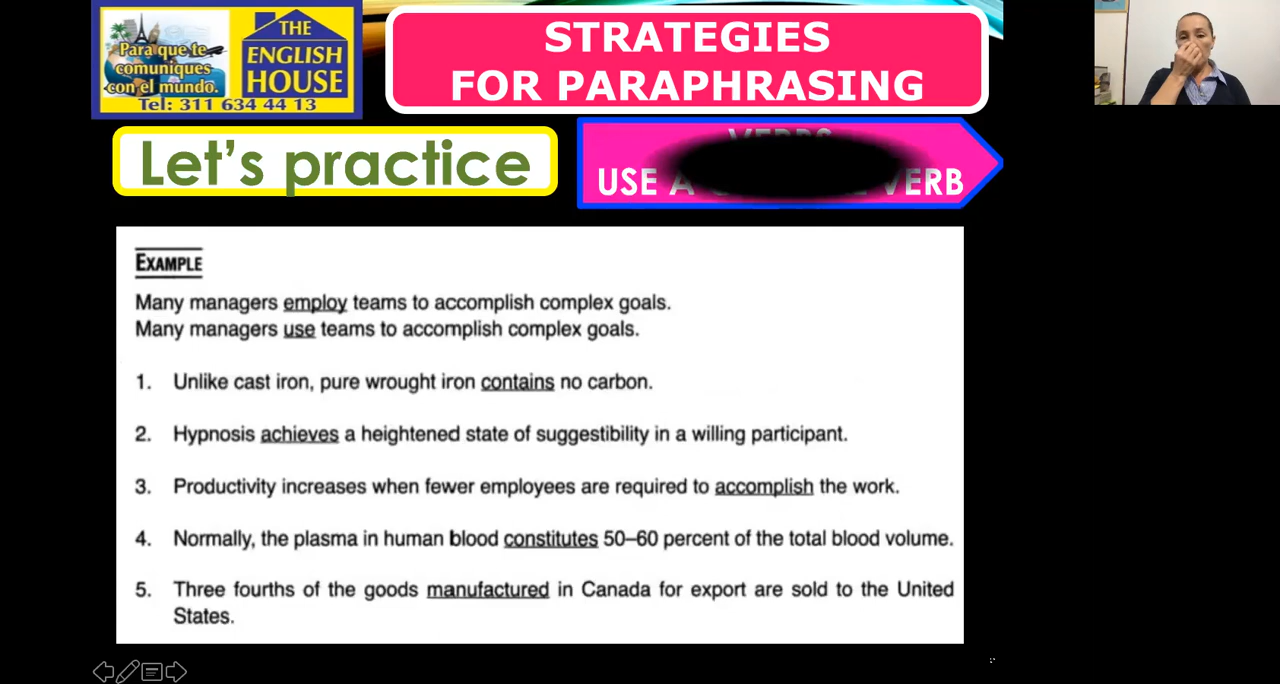 Para que te
comuniques
con el mundo.
THE
ENGLISH
HOUSE
Tel: 311 634 44 13
STRATEGIES
FOR PARAPHRASING
Let's practice
VERBS
USE A VERB
EXAMPLE
Many managers employ teams to accomplish complex goals.
Many managers use teams to accomplish complex goals.
1. Unlike cast iron, pure wrought iron contains no carbon.
2. Hypnosis achieves a heightened state of suggestibility in a willing participant.
3. Productivity increases when fewer employees are required to accomplish the work.
4. Normally, the plasma in human blood constitutes 50–60 percent of the total blood volume.
5. Three fourths of the goods manufactured in Canada for export are sold to the United
States.